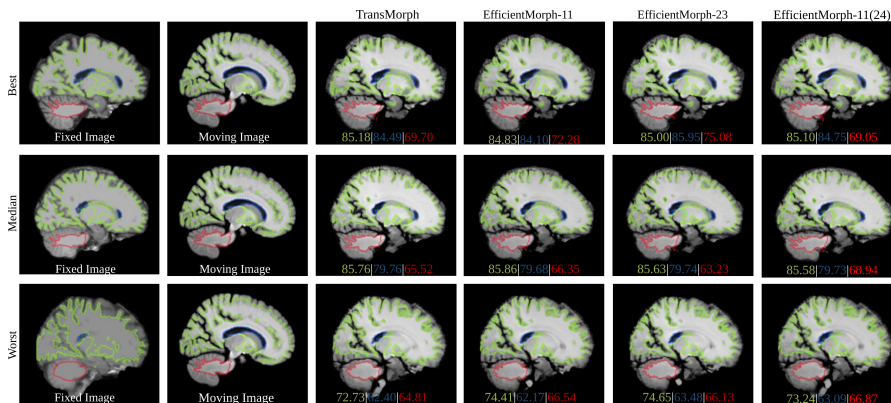 TransMorph EfficientMorph-11 EfficientMorph-23 EfficientMorph-11(24)
Best
Fixed Image Moving Image 85.18|84.49|69.70 84.83|84.10|72.28 85.00|85.95|75.08 85.10|84.75|69.05
Median
Fixed Image Moving Image 85.76|79.76|65.52 85.86|79.68|66.35 85.63|79.74|63.23 85.58|79.73|68.94
Worst
Fixed Image Moving Image 72.73|62.40|64.81 74.41|62.17|66.54 74.65|63.48|66.13 73.24|63.09|66.87